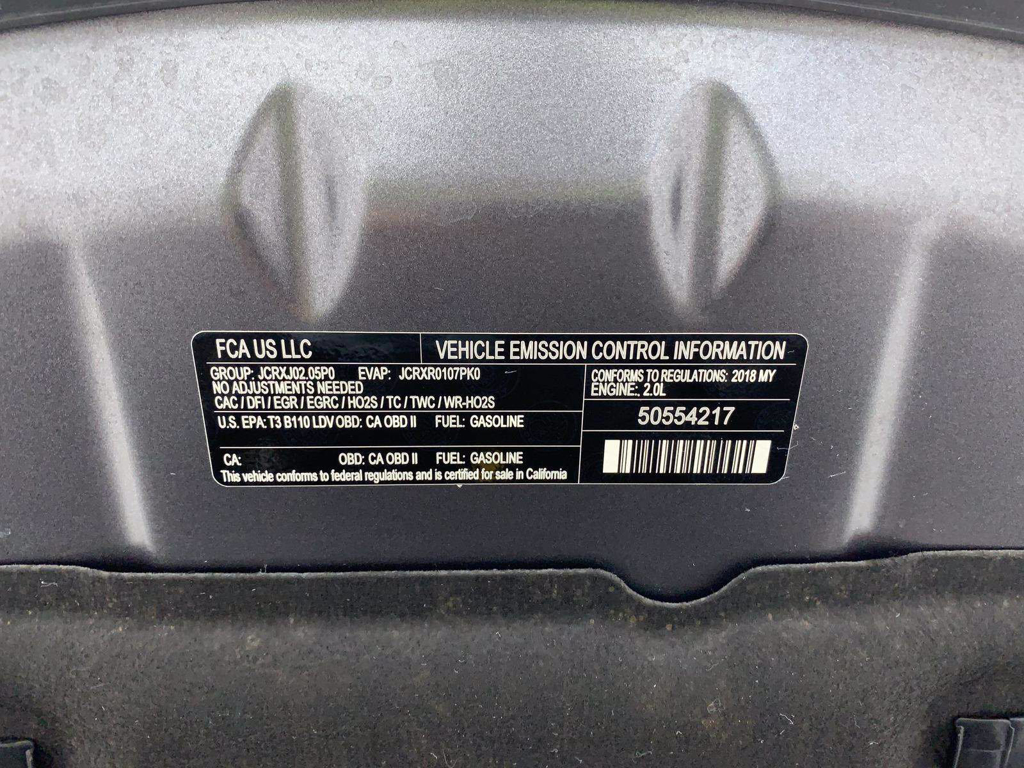 FCA US LLC
VEHICLE EMISSION CONTROL INFORMATION
GROUP: JCRXJ02.05P0 EVAP: JCRXR0107PK0
NO ADJUSTMENTS NEEDED
CAC / DFI / EGR / EGRC / HO2S / TC / TWC / WR-HO2S
U.S. EPA: T3 B110 LDV OBD: CA OBD II FUEL: GASOLINE
CA: OBD: CA OBD II FUEL: GASOLINE
This vehicle conforms to federal regulations and is certified for sale in California
CONFORMS TO REGULATIONS: 2018 MY
ENGINE:, 2.0L
50554217